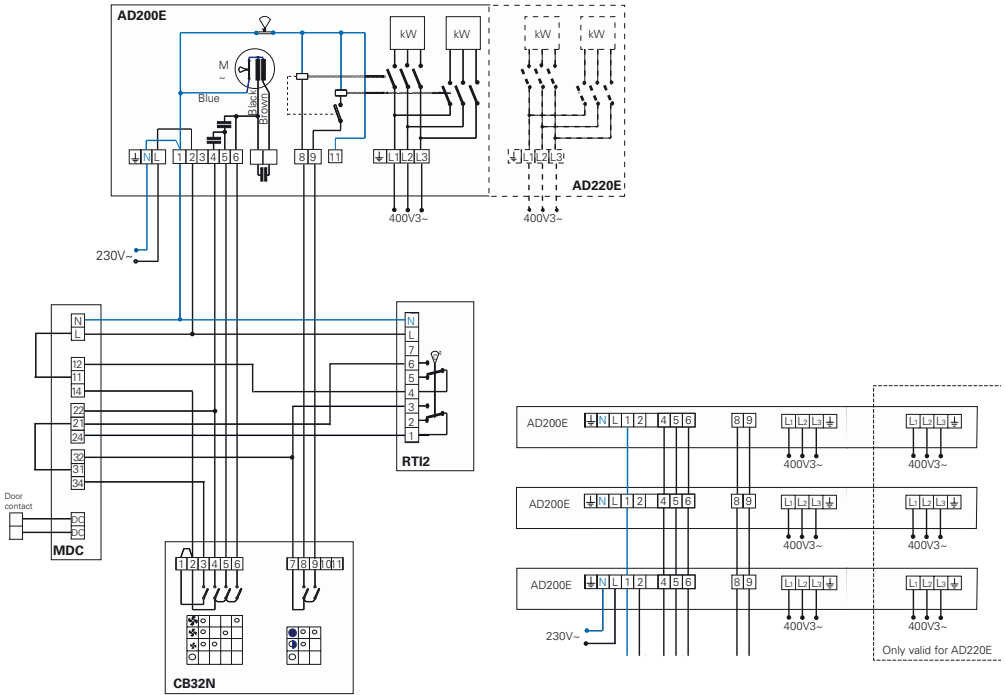 AD200E
kW kW kW kW
M
~
Blue
Black
Brown
N L 1 2 3 4 5 6 8 9 11 L1 L2 L3 L1 L2 L3
AD220E
400V3~ 400V3~
230V~
N
L
12
11
14
22
21
24
32
31
34
DC
DC
MDC
Door
contact
N
L
7
6
5
4
3
2
1
RTI2
1 2 3 4 5 6 7 8 9 10 11
CB32N
AD200E N L 1 2 4 5 6 8 9 L1 L2 L3 L1 L2 L3
400V3~ 400V3~
AD200E N L 1 2 4 5 6 8 9 L1 L2 L3 L1 L2 L3
400V3~ 400V3~
AD200E N L 1 2 4 5 6 8 9 L1 L2 L3 L1 L2 L3
400V3~ 400V3~
230V~
Only valid for AD220E